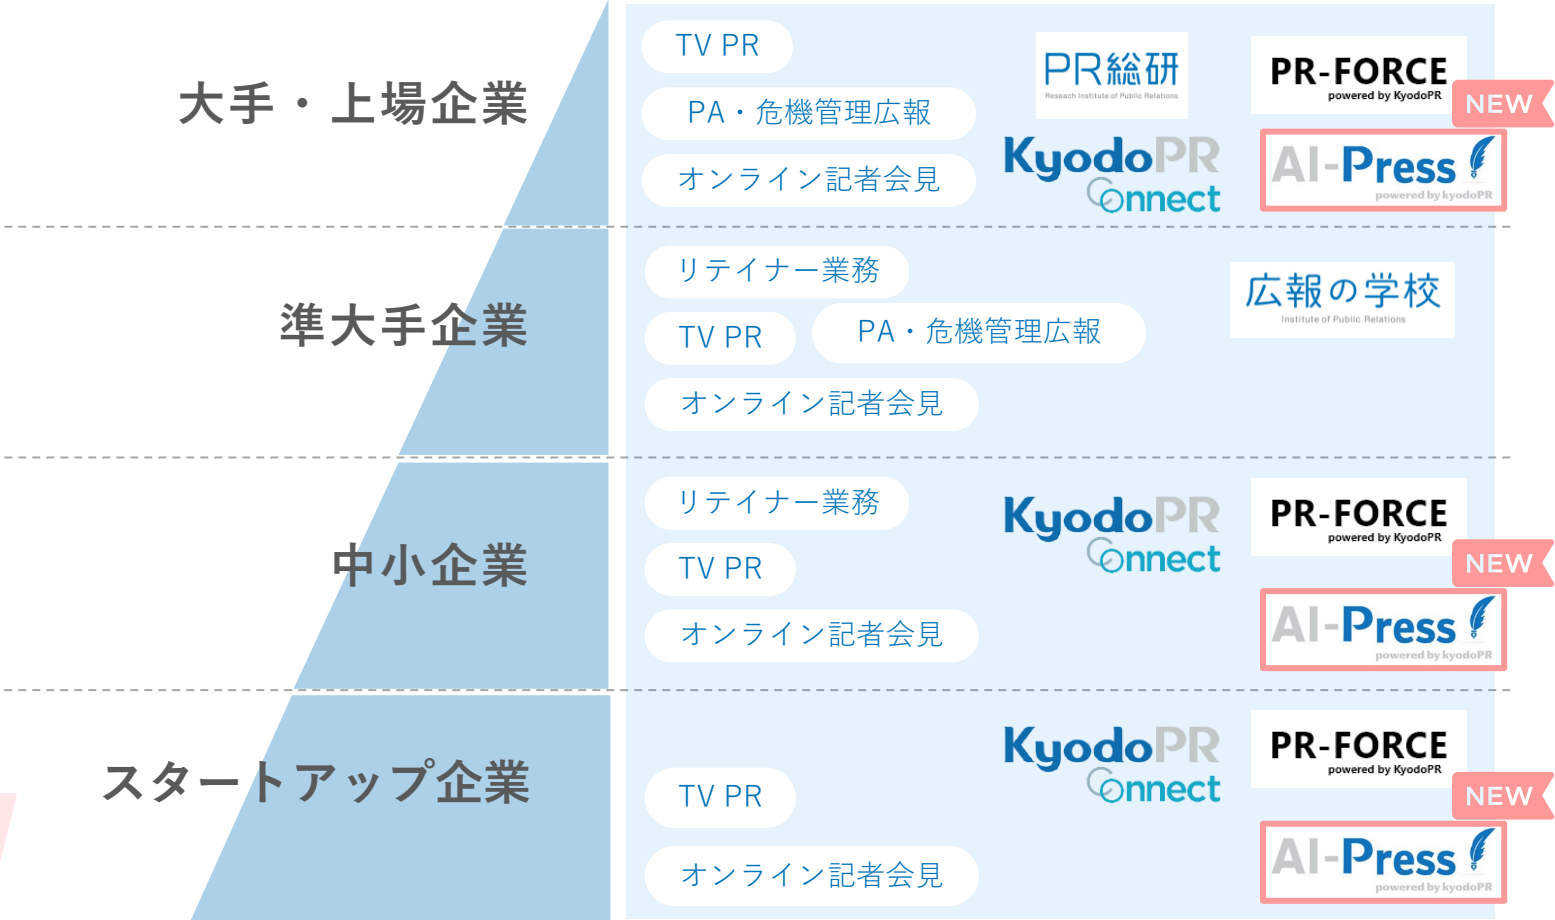 大手・上場企業
TV PR
PA・危機管理広報
オンライン記者会見
PR総研
Reseach Institute of Public Relations
PR-FORCE
powered by KyodoPR
NEW
KyodoPR
Connect
AI-Press
powered by kyodoPR
準大手企業
リテイナー業務
TV PR
PA・危機管理広報
オンライン記者会見
広報の学校
Institute of Public Relations
中小企業
リテイナー業務
TV PR
オンライン記者会見
KyodoPR
Connect
PR-FORCE
powered by KyodoPR
NEW
AI-Press
powered by kyodoPR
スタートアップ企業
TV PR
オンライン記者会見
KyodoPR
Connect
PR-FORCE
powered by KyodoPR
NEW
AI-Press
powered by kyodoPR